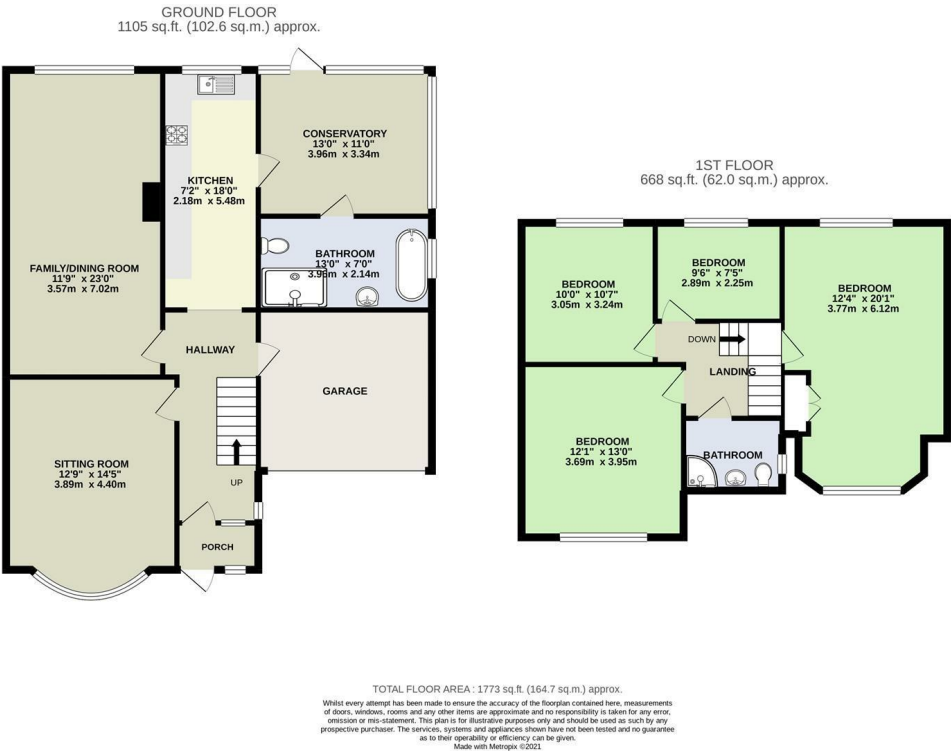 GROUND FLOOR
1105 sq.ft. (102.6 sq.m.) approx.
CONSERVATORY
13'0" x 11'0"
3.96m x 3.34m
KITCHEN
7'2" x 18'0"
2.18m x 5.48m
BATHROOM
13'0" x 7'0"
3.96m x 2.14m
FAMILY/DINING ROOM
11'9" x 23'0"
3.57m x 7.02m
HALLWAY
GARAGE
SITTING ROOM
12'9" x 14'5"
3.89m x 4.40m
UP
PORCH
1ST FLOOR
668 sq.ft. (62.0 sq.m.) approx.
BEDROOM
10'0" x 10'7"
3.05m x 3.24m
BEDROOM
9'6" x 7'5"
2.89m x 2.25m
BEDROOM
12'4" x 20'1"
3.77m x 6.12m
DOWN
LANDING
BEDROOM
12'1" x 13'0"
3.69m x 3.95m
BATHROOM
TOTAL FLOOR AREA : 1773 sq.ft. (164.7 sq.m.) approx.
Whilst every attempt has been made to ensure the accuracy of the floorplan contained here, measurements
of doors, windows, rooms and any other items are approximate and no responsibility is taken for any error,
omission or mis-statement. This plan is for illustrative purposes only and should be used as such by any
prospective purchaser. The services, systems and appliances shown have not been tested and no guarantee
as to their operability or efficiency can be given.
Made with Metropix ©2021